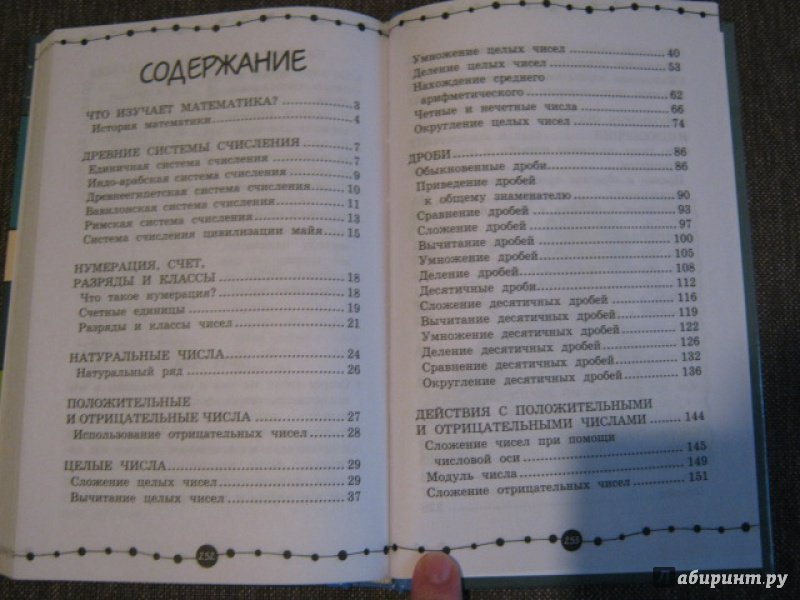 СОДЕРЖАНИЕ
ЧТО ИЗУЧАЕТ МАТЕМАТИКА? 3
История математики 4
ДРЕВНИЕ СИСТЕМЫ СЧИСЛЕНИЯ 7
Единичная система счисления 7
Индо-арабская система счисления 9
Древнеегипетская система счисления 10
Вавилонская система счисления 11
Римская система счисления 13
Система счисления цивилизации майя 15
НУМЕРАЦИЯ, СЧЕТ,
РАЗРЯДЫ И КЛАССЫ 18
Что такое нумерация? 18
Счетные единицы 19
Разряды и классы чисел 21
НАТУРАЛЬНЫЕ ЧИСЛА 24
Натуральный ряд 26
ПОЛОЖИТЕЛЬНЫЕ
И ОТРИЦАТЕЛЬНЫЕ ЧИСЛА 27
Использование отрицательных чисел 28
ЦЕЛЫЕ ЧИСЛА 29
Сложение целых чисел 29
Вычитание целых чисел 37
252
Умножение целых чисел 40
Деление целых чисел 53
Нахождение среднего
арифметического 62
Четные и нечетные числа 66
Округление целых чисел 74
ДРОБИ 86
Обыкновенные дроби 86
Приведение дробей
к общему знаменателю 90
Сравнение дробей 93
Сложение дробей 97
Вычитание дробей 100
Умножение дробей 105
Деление дробей 108
Десятичные дроби 112
Сложение десятичных дробей 116
Вычитание десятичных дробей 119
Умножение десятичных дробей 122
Деление десятичных дробей 126
Сравнение десятичных дробей 132
Округление десятичных дробей 136
ДЕЙСТВИЯ С ПОЛОЖИТЕЛЬНЫМИ
И ОТРИЦАТЕЛЬНЫМИ ЧИСЛАМИ 144
Сложение чисел при помощи
числовой оси 145
Модуль числа 149
Сложение отрицательных чисел 151
253
абиринт.ру